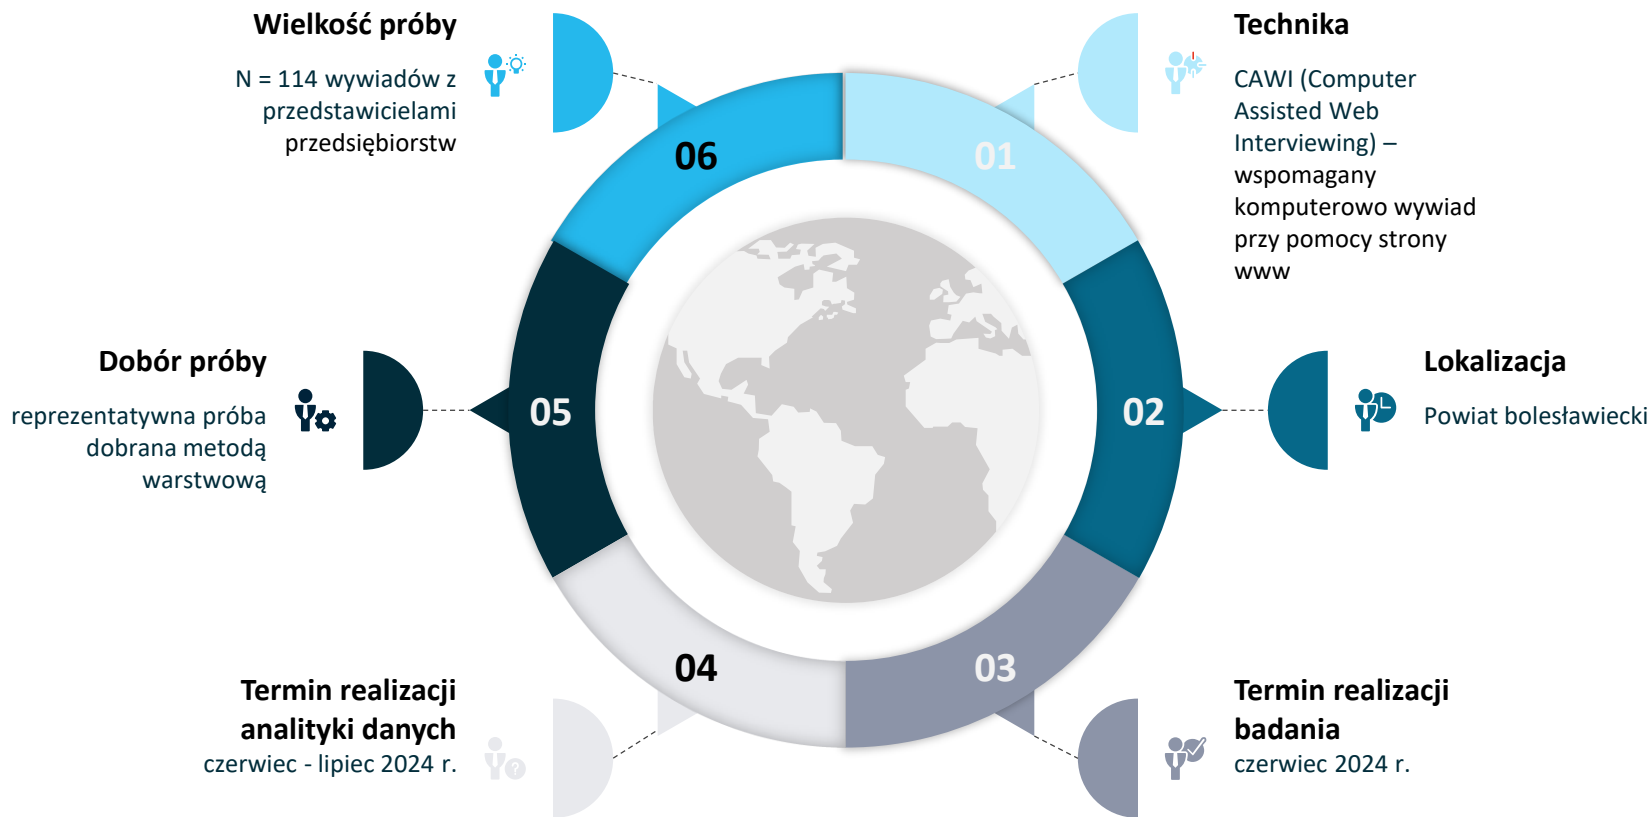 Wielkość próby
N = 114 wywiadów z
przedstawicielami
przedsiębiorstw
06
Technika
CAWI (Computer
Assisted Web
Interviewing) –
wspomagany
komputerowo wywiad
przy pomocy strony
www
01
Dobór próby
reprezentatywna próba
dobrana metodą
warstwową
05
Lokalizacja
Powiat bolesławiecki
02
Termin realizacji
analityki danych
czerwiec - lipiec 2024 r.
04
?
Termin realizacji
badania
czerwiec 2024 r.
03